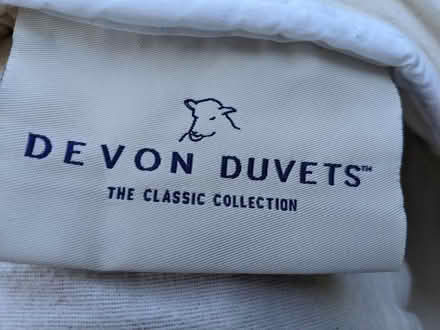 DEVON DUVETS™
THE CLASSIC COLLECTION